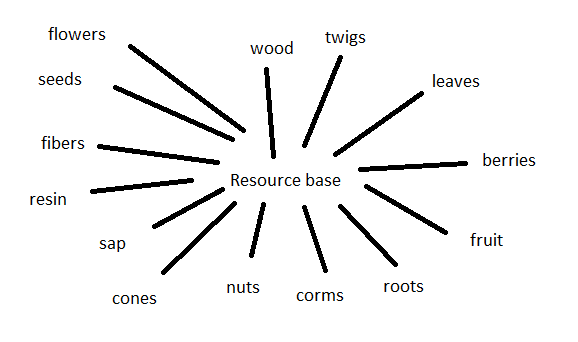 flowers
wood
twigs
seeds
leaves
fibers
berries
Resource base
resin
sap
fruit
cones
nuts
corms
roots